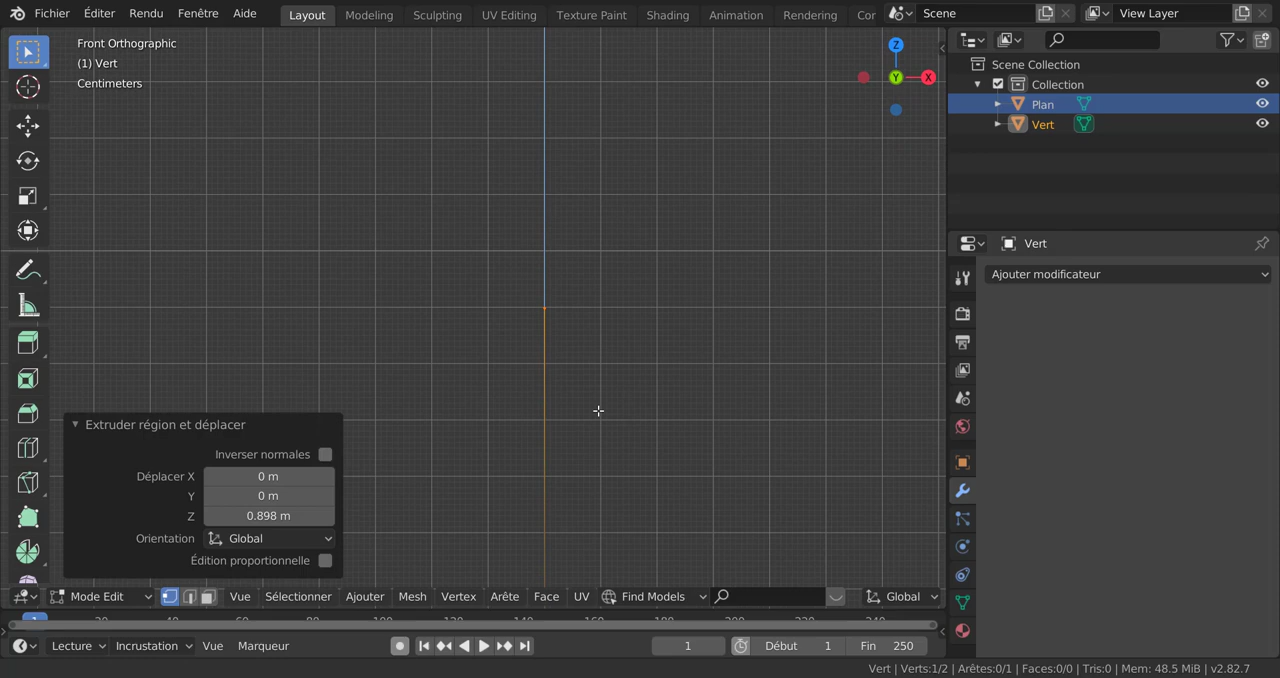 Fichier Éditer Rendu Fenêtre Aide Layout Modeling Sculpting UV Editing Texture Paint Shading Animation Rendering Cor Scene View Layer
Front Orthographic
(1) Vert
Centimeters
Z
Y
X
Scene Collection
Collection
Plan
Vert
Vert
Ajouter modificateur
Extruder région et déplacer
Inverser normales
Déplacer X 0 m
Y 0 m
Z 0.898 m
Orientation Global
Édition proportionnelle
Mode Edit Vue Sélectionner Ajouter Mesh Vertex Arête Face UV Find Models Global
Lecture Incrustation Vue Marqueur 1 Début 1 Fin 250
Vert | Verts:1/2 | Arêtes:0/1 | Faces:0/0 | Tris:0 | Mem: 48.5 MiB | v2.82.7